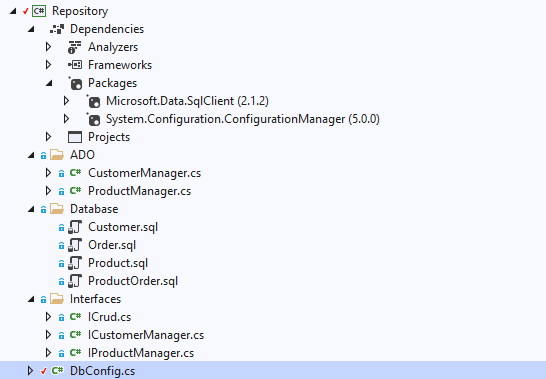 C# Repository
Dependencies
Analyzers
Frameworks
Packages
Microsoft.Data.SqlClient (2.1.2)
System.Configuration.ConfigurationManager (5.0.0)
Projects
ADO
C# CustomerManager.cs
C# ProductManager.cs
Database
Customer.sql
Order.sql
Product.sql
ProductOrder.sql
Interfaces
C# ICrud.cs
C# ICustomerManager.cs
C# IProductManager.cs
C# DbConfig.cs